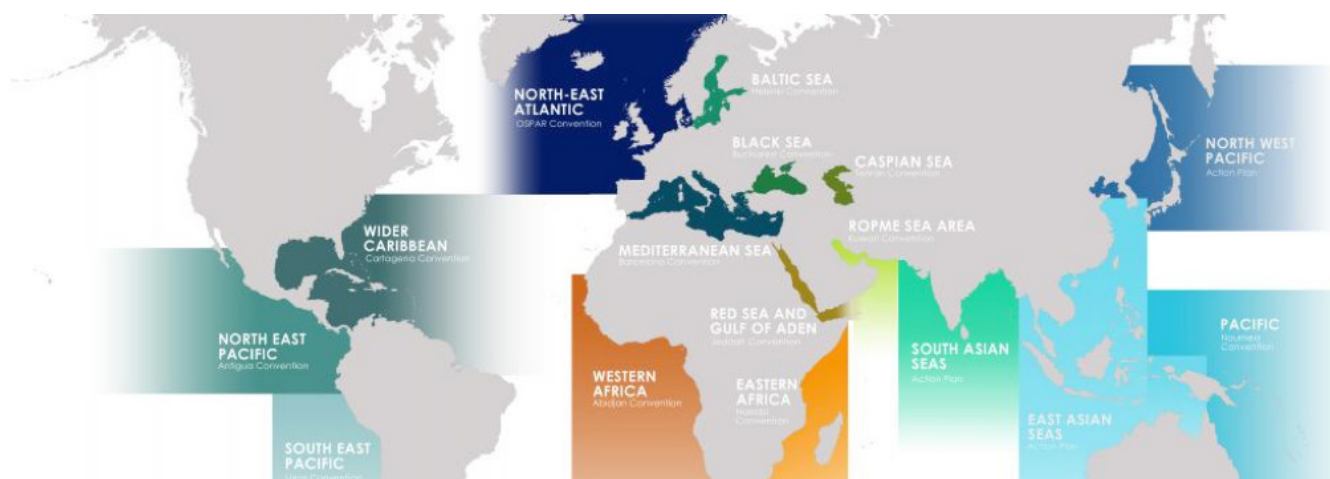 NORTH-EAST
ATLANTIC
OSPAR Convention
BALTIC SEA
Helsinki Convention
BLACK SEA
Bucharest Convention
CASPIAN SEA
Tehran Convention
NORTH WEST
PACIFIC
Action Plan
WIDER
CARIBBEAN
Cartagena Convention
MEDITERRANEAN SEA
Barcelona Convention
ROPME SEA AREA
Kuwait Convention
NORTH EAST
PACIFIC
Antigua Convention
RED SEA AND
GULF OF ADEN
Jeddah Convention
SOUTH ASIAN
SEAS
Action Plan
PACIFIC
Noumea
Convention
WESTERN
AFRICA
Abidjan Convention
EASTERN
AFRICA
Nairobi
Convention
EAST ASIAN
SEAS
Action Plan
SOUTH EAST
PACIFIC
Convention